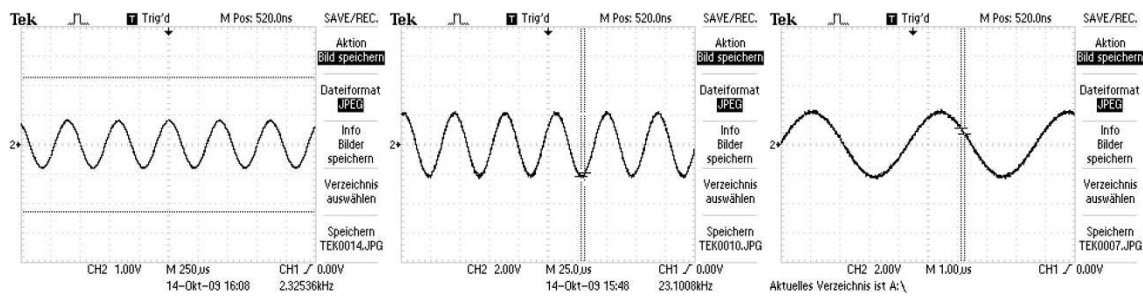 Tek
Trig'd
M Pos: 520.0ns
SAVE/REC.
Aktion
Bild speichern
Dateiformat
JPEG
Info
Bilder
speichern
Verzeichnis
auswählen
Speichern
TEK0014.JPG
2
CH2 1.00V
M 250µs
CH1 / 0.00V
14-Okt-09 16:08
2.32536kHz
Tek
T Trig'd
M Pos: 520.0ns
SAVE/REC.
Aktion
Bild speichern
Dateiformat
JPEG
Info
Bilder
speichern
Verzeichnis
auswählen
Speichern
TEK0010.JPG
2
CH2 2.00V
M 25.0µs
CH1 / 0.00V
14-Okt-09 15:48
23.1008kHz
Tek
T Trig'd
M Pos: 520.0ns
SAVE/REC.
Aktion
Bild speichern
Dateiformat
JPEG
Info
Bilder
speichern
Verzeichnis
auswählen
Speichern
TEK0007.JPG
2
CH2 2.00V
M 1.00µs
CH1 / 0.00V
Aktuelles Verzeichnis ist A:\